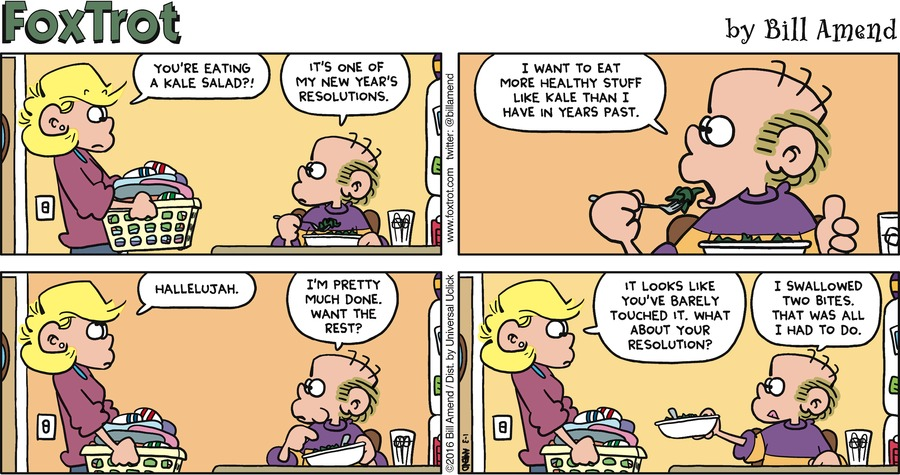 FoxTrot
by Bill Amend
YOU'RE EATING
A KALE SALAD?!
IT'S ONE OF
MY NEW YEAR'S
RESOLUTIONS.
www.foxtrot.com twitter: @billamend
I WANT TO EAT
MORE HEALTHY STUFF
LIKE KALE THAN I
HAVE IN YEARS PAST.
HALLELUJAH.
I'M PRETTY
MUCH DONE.
WANT THE
REST?
©2016 Bill Amend / Dist. by Universal Uclick
IT LOOKS LIKE
YOU'VE BARELY
TOUCHED IT. WHAT
ABOUT YOUR
RESOLUTION?
I SWALLOWED
TWO BITES.
THAT WAS ALL
I HAD TO DO.
1-3